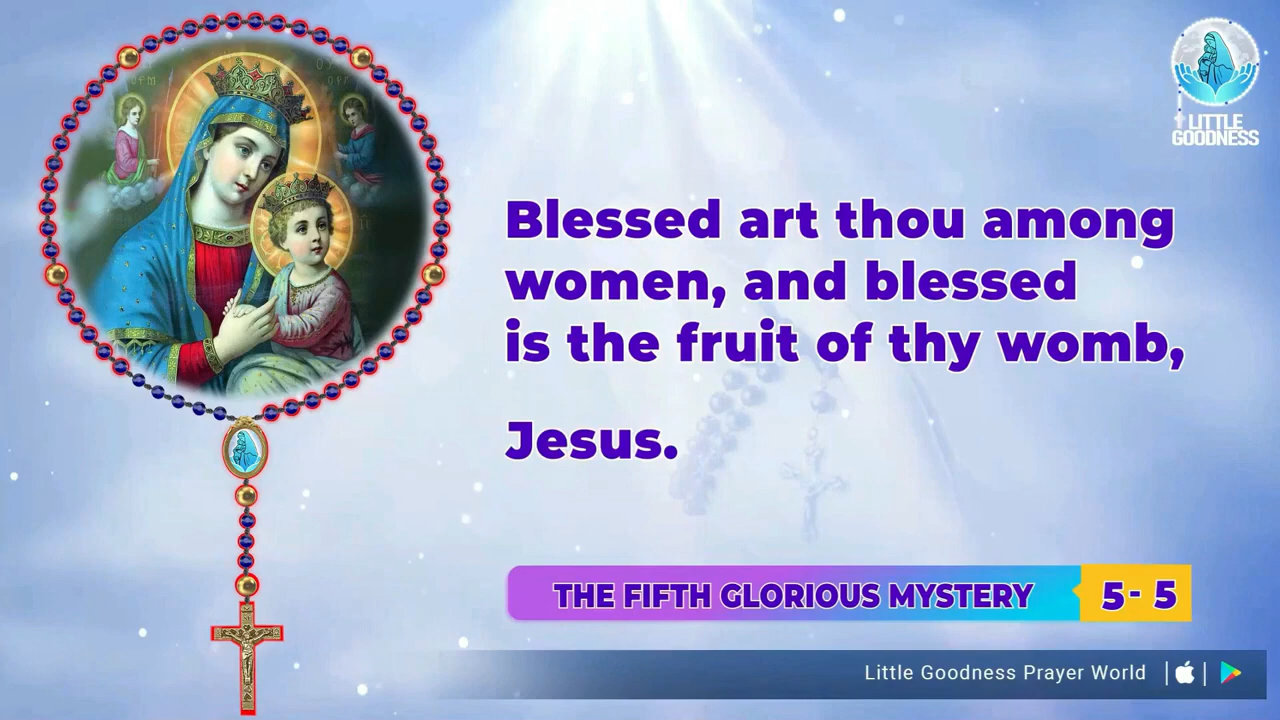 LITTLE
GOODNESS
Blessed art thou among
women, and blessed
is the fruit of thy womb,
Jesus.
THE FIFTH GLORIOUS MYSTERY 5- 5
Little Goodness Prayer World